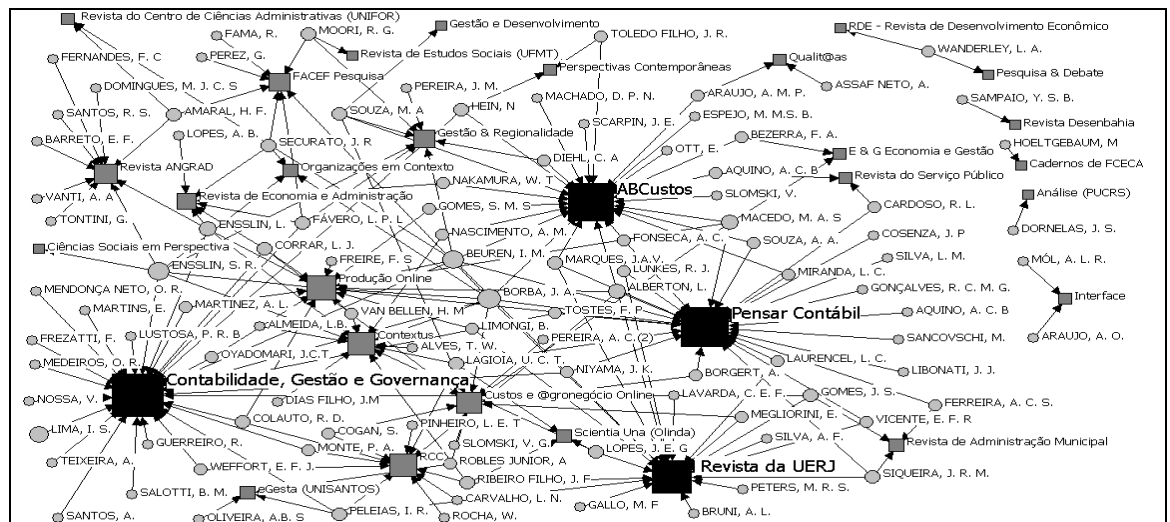 Revista do Centro de Ciências Administrativas (UNIFOR)
FAMA, R.
MOORI, R. G.
Gestão e Desenvolvimento
TOLEDO FILHO, J. R.
RDE - Revista de Desenvolvimento Econômico
FERNANDES, F. C
PEREZ, G.
Revista de Estudos Sociais (UFMT)
Qualit@as
WANDERLEY, L. A.
Perspectivas Contemporâneas
FACEF Pesquisa
Pesquisa & Debate
DOMINGUES, M. J. C. S
PEREIRA, J. M.
ASSAF NETO, A.
MACHADO, D. P. N.
ARAUJO, A. M. P.
SAMPAIO, Y. S. B.
SANTOS, R. S.
AMARAL, H. F.
SOUZA, M. A
HEIN, N
ESPEJO, M. M.S. B.
SCARPIN, J. E.
Revista Desenbahia
BARRETO, E. F.
LOPES, A. B.
SECURATO, J. R
Gestão & Regionalidade
BEZERRA, F. A.
OTT, E.
HOELTGEBAUM, M
E & G Economia e Gestão
DIEHL, C. A
Cadernos de FCECA
Revista ANGRAD
Organizações em Contexto
AQUINO, A. C. B
Revista do Serviço Público
NAKAMURA, W. T
ABCustos
VANTI, A. A
Revista de Economia e Administração
SLOMSKI, V.
CARDOSO, R. L.
Análise (PUCRS)
GOMES, S. M. S
TONTINI, G.
ENSSLIN, L.
FÁVERO, L. P. L
MACEDO, M. A. S
DORNELAS, J. S.
NASCIMENTO, A. M.
COSENZA, J. P
Ciências Sociais em Perspectiva
CORRAR, L. J.
FONSECA, A. C.
SOUZA, A. A.
SILVA, L. M.
FREIRE, F. S
BEUREN, I. M.
MARQUES, J.A.V.
ENSSLIN, S. R.
Produção Online
LUNKES, R. J.
MIRANDA, L. C.
MÓL, A. L. R.
GONÇALVES, R. C. M. G.
MENDONÇA NETO, O. R.
BORBA, J. A.
ALBERTON, L.
Interface
MARTINS, E.
MARTINEZ, A. L.
VAN BELLEN, H. M
TOSTES, F. P
Pensar Contábil
AQUINO, A. C. B
ALMEIDA, L.B.
LIMONGI, B.
FREZATTI, F.
LUSTOSA, P. R. B
Contextus
ALVES, T. W.
PEREIRA, A. C.(2)
SANCOVSCHI, M.
ARAUJO, A. O.
MEDEIROS, O. R.
OYADOMARI, J.C.T
LAGIOIA, U. C. T.
LAURENCEL, L. C.
NIYAMA, J. K.
BORGERT, A.
LIBONATI, J. J.
Contabilidade, Gestão e Governança
NOSSA, V.
DIAS FILHO, J.M
Custos e @gronegócio Online
LAVARDA, C. E. F.
GOMES, J. S.
FERREIRA, A. C. S.
COLAUTO, R. D.
COGAN, S.
MEGLIORINI, E.
VICENTE, E. F. R
LIMA, I. S.
PINHEIRO, L. E. T
Scientia Una (Olinda)
GUERREIRO, R.
MONTE, P. A.
SLOMSKI, V. G.
SILVA, A. F.
Revista de Administração Municipal
LOPES, J. E. G
TEIXEIRA, A.
RCC
ROBLES JUNIOR, A
Revista da UERJ
WEFFORT, E. F. J.
RIBEIRO FILHO, J. F
SIQUEIRA, J. R. M.
PETERS, M. R. S.
SALOTTI, B. M.
eGesta (UNISANTOS)
CARVALHO, L. N.
GALLO, M. F
BRUNI, A. L.
SANTOS, A.
OLIVEIRA, A.B. S
PELEIAS, I. R.
ROCHA, W.